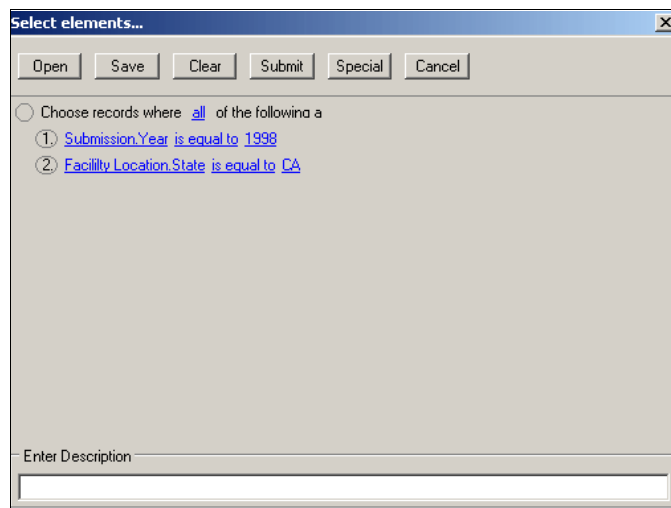 Select elements...
Open Save Clear Submit Special Cancel
Choose records where all of the following a
1.) Submission.Year is equal to 1998
2.) Facililty Location.State is equal to CA
Enter Description